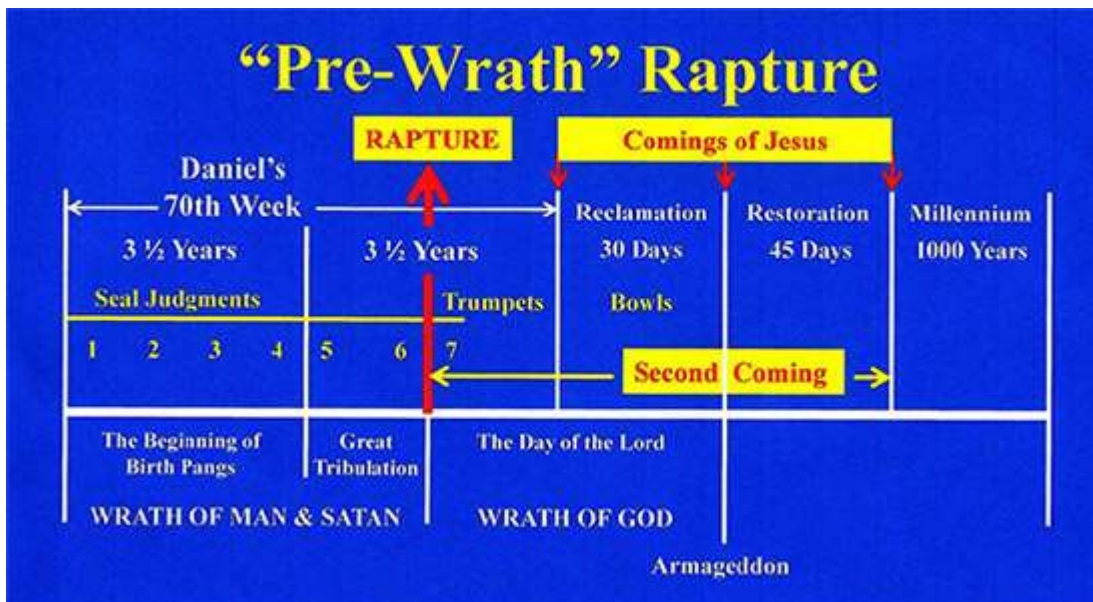 “Pre-Wrath” Rapture
RAPTURE
Comings of Jesus
Daniel's
70th Week
Reclamation
Restoration
Millennium
3 ½ Years
3 ½ Years
30 Days
45 Days
1000 Years
Seal Judgments
Trumpets
Bowls
1 2 3 4 5 6 7
Second Coming
The Beginning of
Birth Pangs
Great
Tribulation
The Day of the Lord
WRATH OF MAN & SATAN
WRATH OF GOD
Armageddon